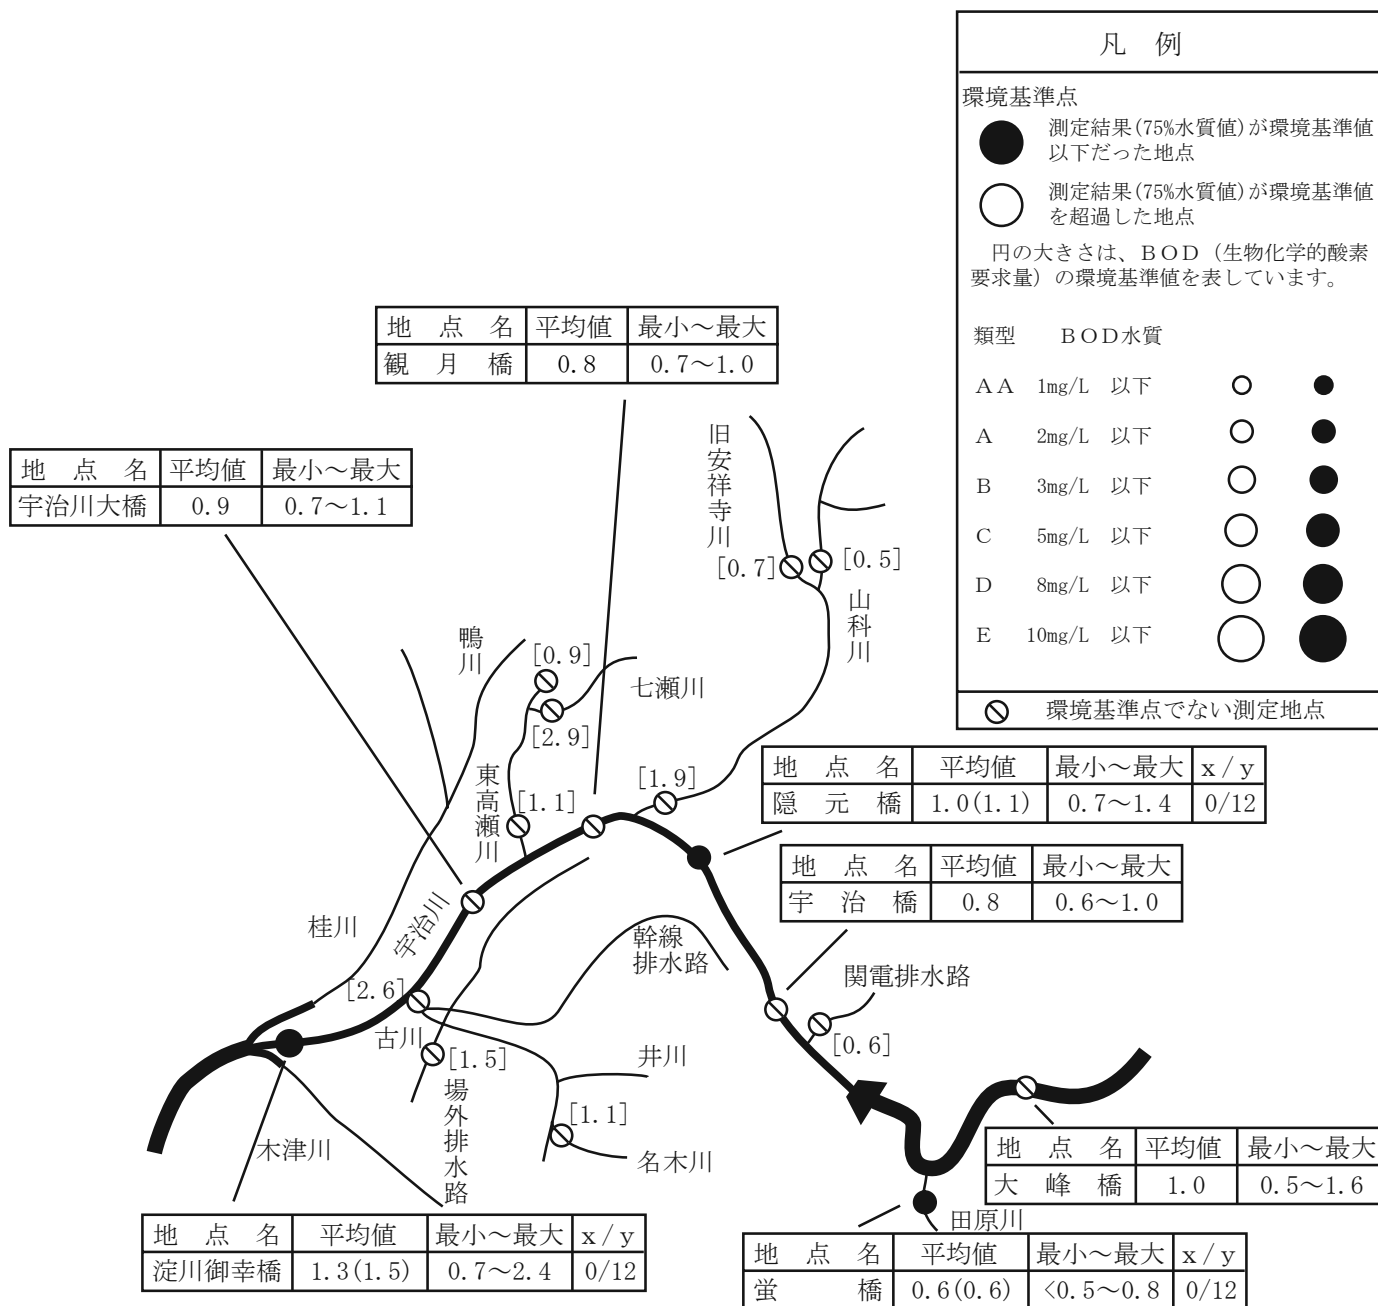 凡 例
環境基準点
測定結果(75%水質値)が環境基準値
以下だった地点
測定結果(75%水質値)が環境基準値
を超過した地点
円の大きさは、BOD(生物化学的酸素
要求量)の環境基準値を表しています。
類型 BOD水質
AA 1mg/L 以下
A 2mg/L 以下
B 3mg/L 以下
C 5mg/L 以下
D 8mg/L 以下
E 10mg/L 以下
環境基準点でない測定地点
地 点 名 平均値 最小~最大
観 月 橋 0.8 0.7~1.0
地 点 名 平均値 最小~最大
宇治川大橋 0.9 0.7~1.1
旧安祥寺川
[0.7]
[0.5]
山科川
鴨川
[0.9]
七瀬川
[2.9]
東高瀬川
[1.1]
[1.9]
地 点 名 平均値 最小~最大 x/y
隠 元 橋 1.0(1.1) 0.7~1.4 0/12
地 点 名 平均値 最小~最大
宇 治 橋 0.8 0.6~1.0
桂川
宇治川
幹線
排水路
関電排水路
[2.6]
古川
[0.6]
[1.5]
井川
場外排水路
[1.1]
名木川
木津川
地 点 名 平均値 最小~最大
大 峰 橋 1.0 0.5~1.6
田原川
地 点 名 平均値 最小~最大 x/y
淀川御幸橋 1.3(1.5) 0.7~2.4 0/12
地 点 名 平均値 最小~最大 x/y
蛍 橋 0.6(0.6) <0.5~0.8 0/12